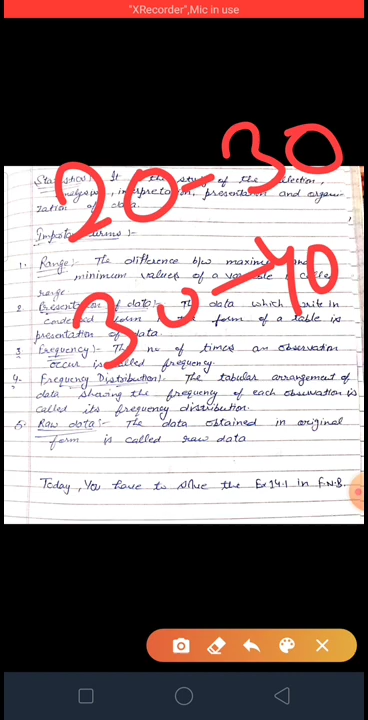 "XRecorder",Mic in use
20-30
30-40
Statistics:- It the study of the collection,
, interpretation, presentation and organi-
zation of data.
Important terms :-
1. Range:- The difference b/w maximum and
minimum values of a variable is called
range.
2. Presentation of data:- The data which write in
condensed form the form of a table is
presentation of data.
3. Frequency:- The no of times an observation
occur is called frequency.
4. Frequency Distribution:- The tabular arrangement of
data showing the frequency of each observation is
called its frequency distribution.
5. Raw data:- The data obtained in original
form is called raw data
Today, You have to solve the Ex 14.1 in F.N.B.